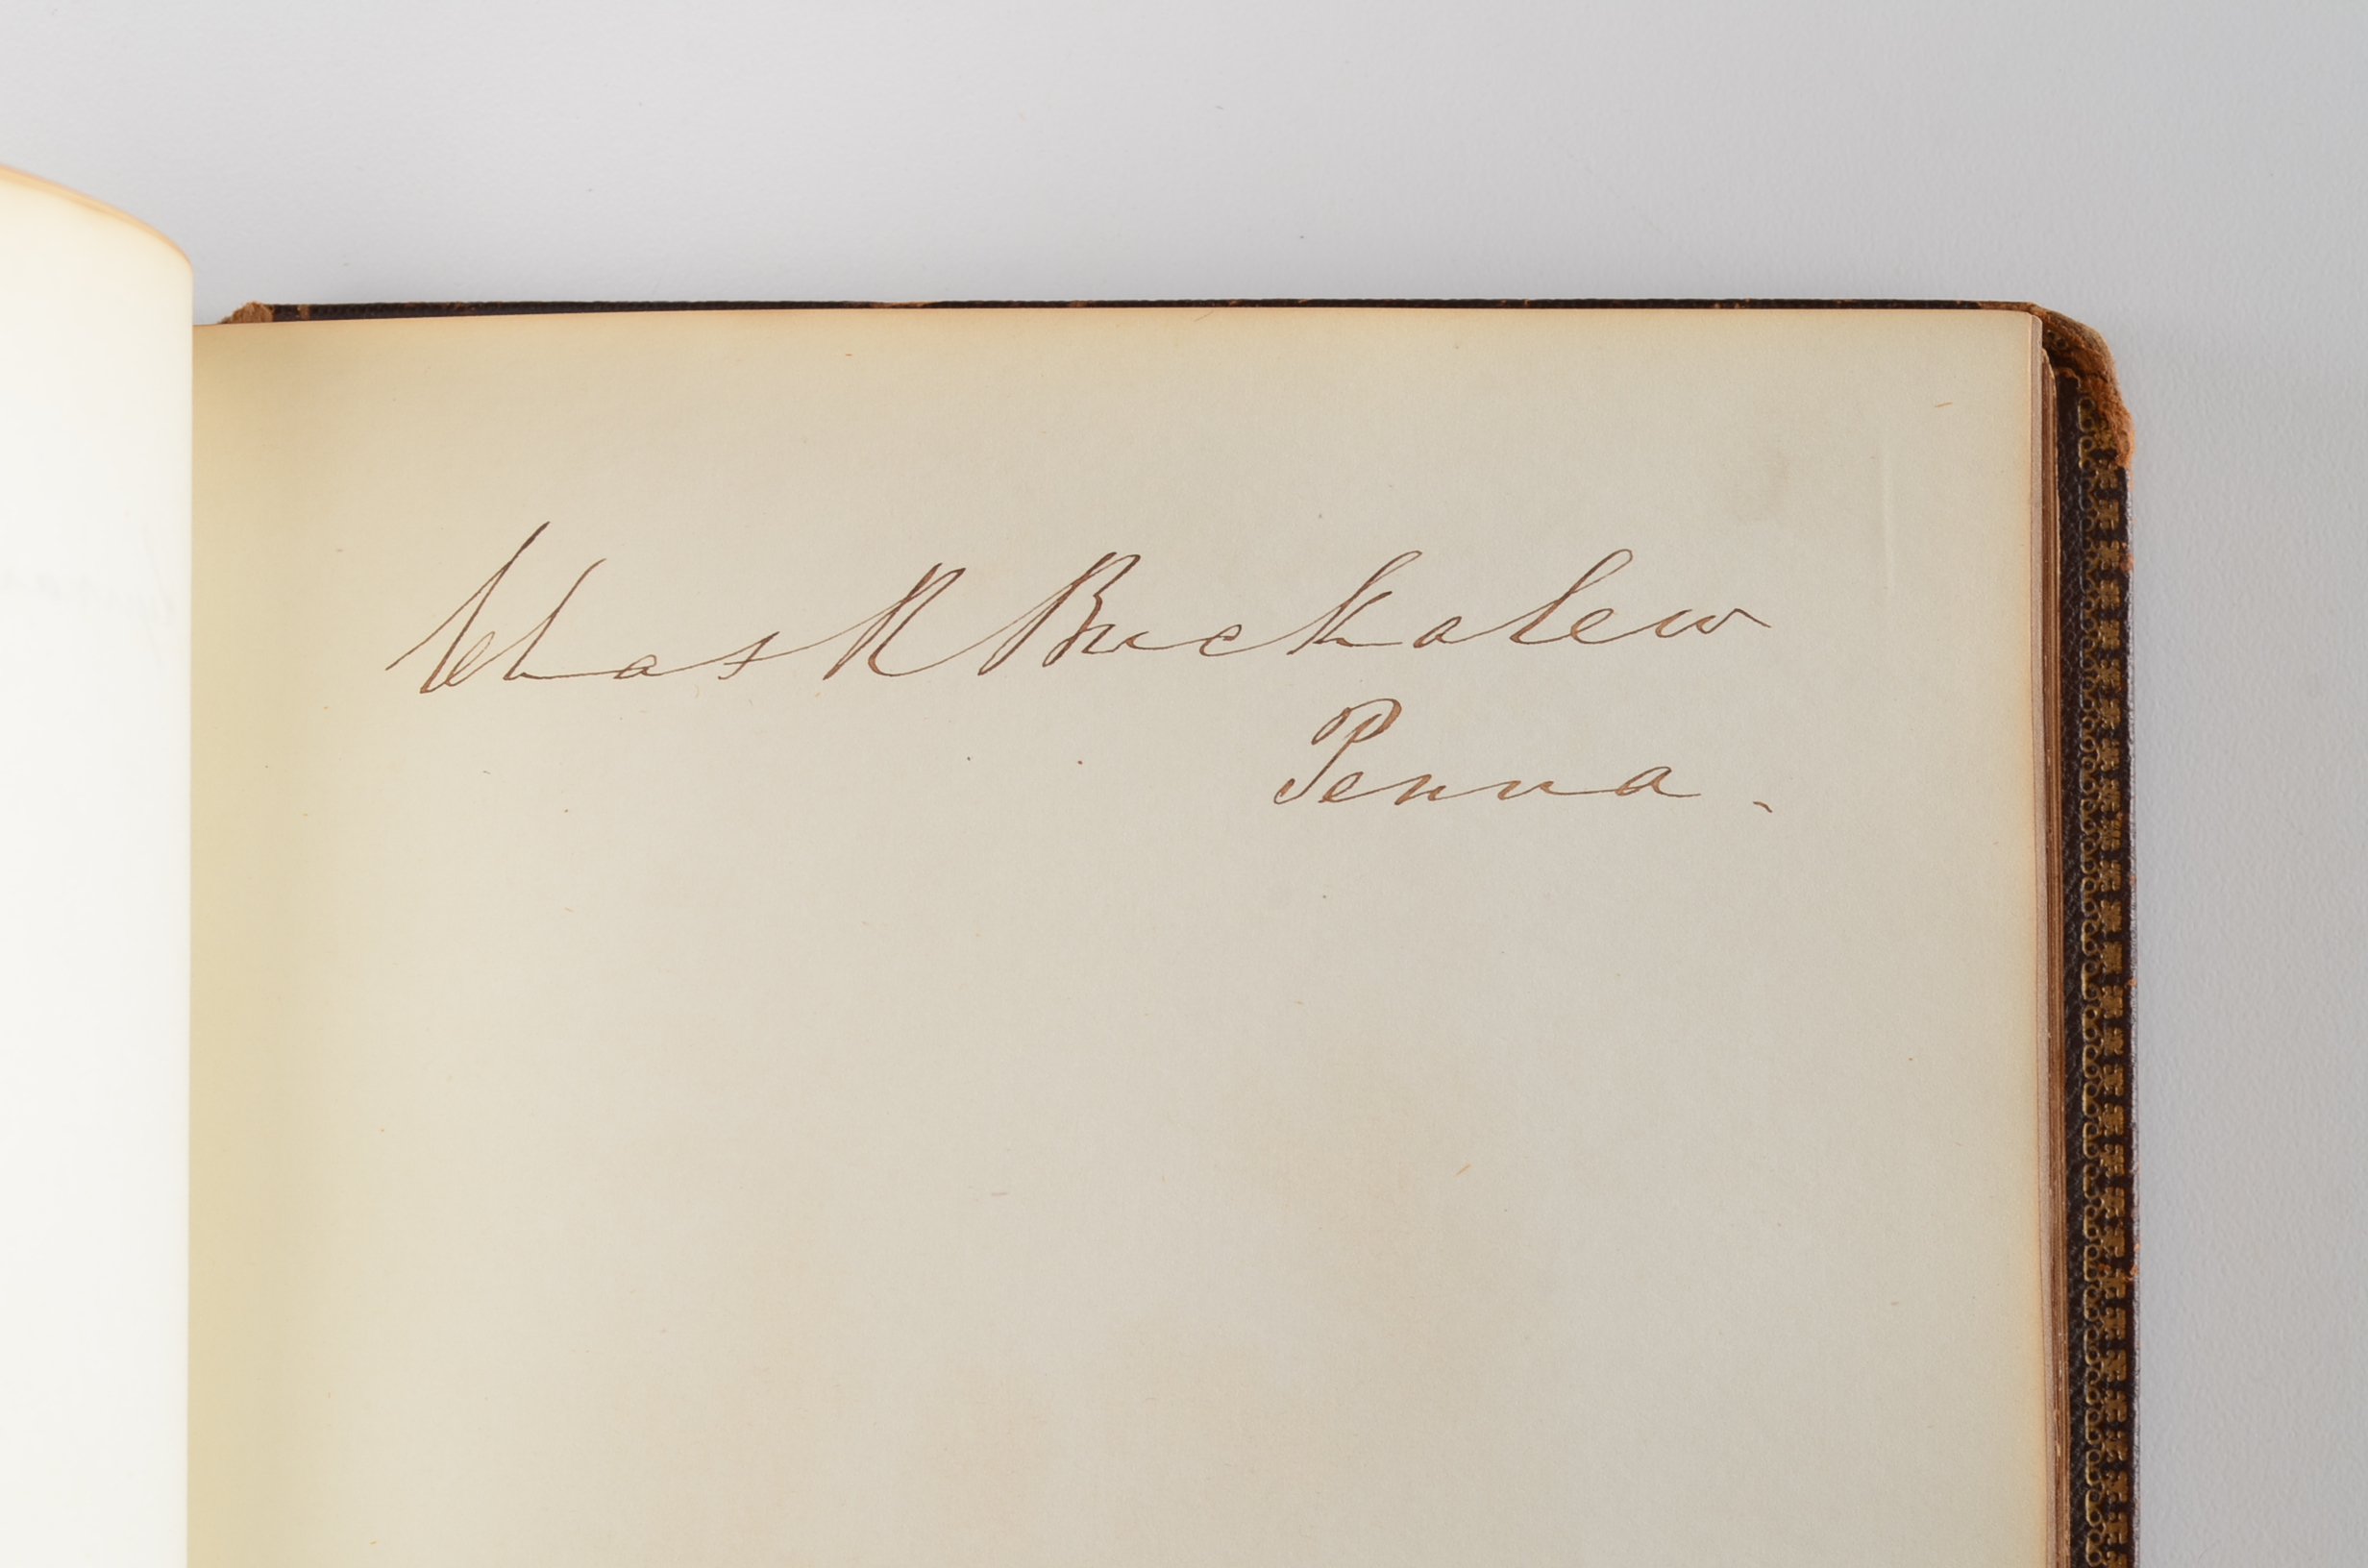 Chas R Buckalew
Penna.